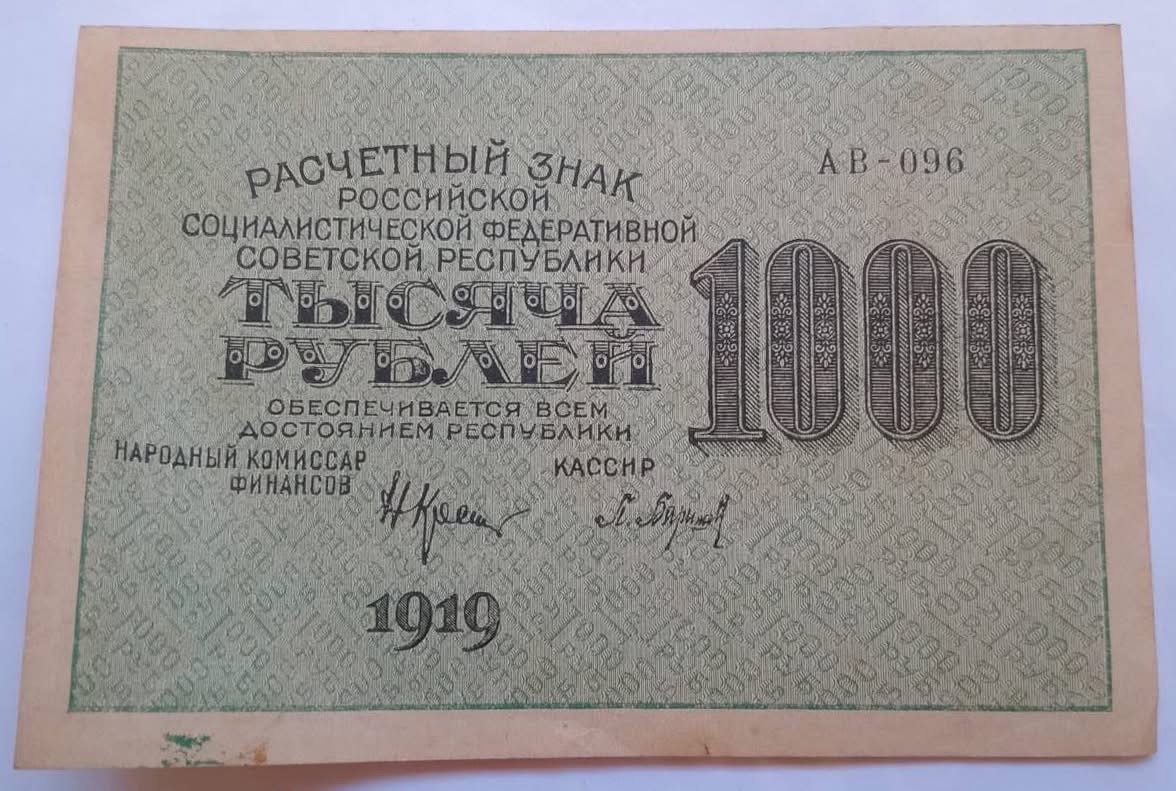 РАСЧЕТНЫЙ ЗНАК
РОССИЙСКОЙ
СОЦИАЛИСТИЧЕСКОЙ ФЕДЕРАТИВНОЙ
СОВЕТСКОЙ РЕСПУБЛИКИ
ТЫСЯЧА
РУБЛЕЙ
ОБЕСПЕЧИВАЕТСЯ ВСЕМ
ДОСТОЯНИЕМ РЕСПУБЛИКИ
НАРОДНЫЙ КОМИССАР
ФИНАНСОВ
КАССИР
1919
АВ-096
1000